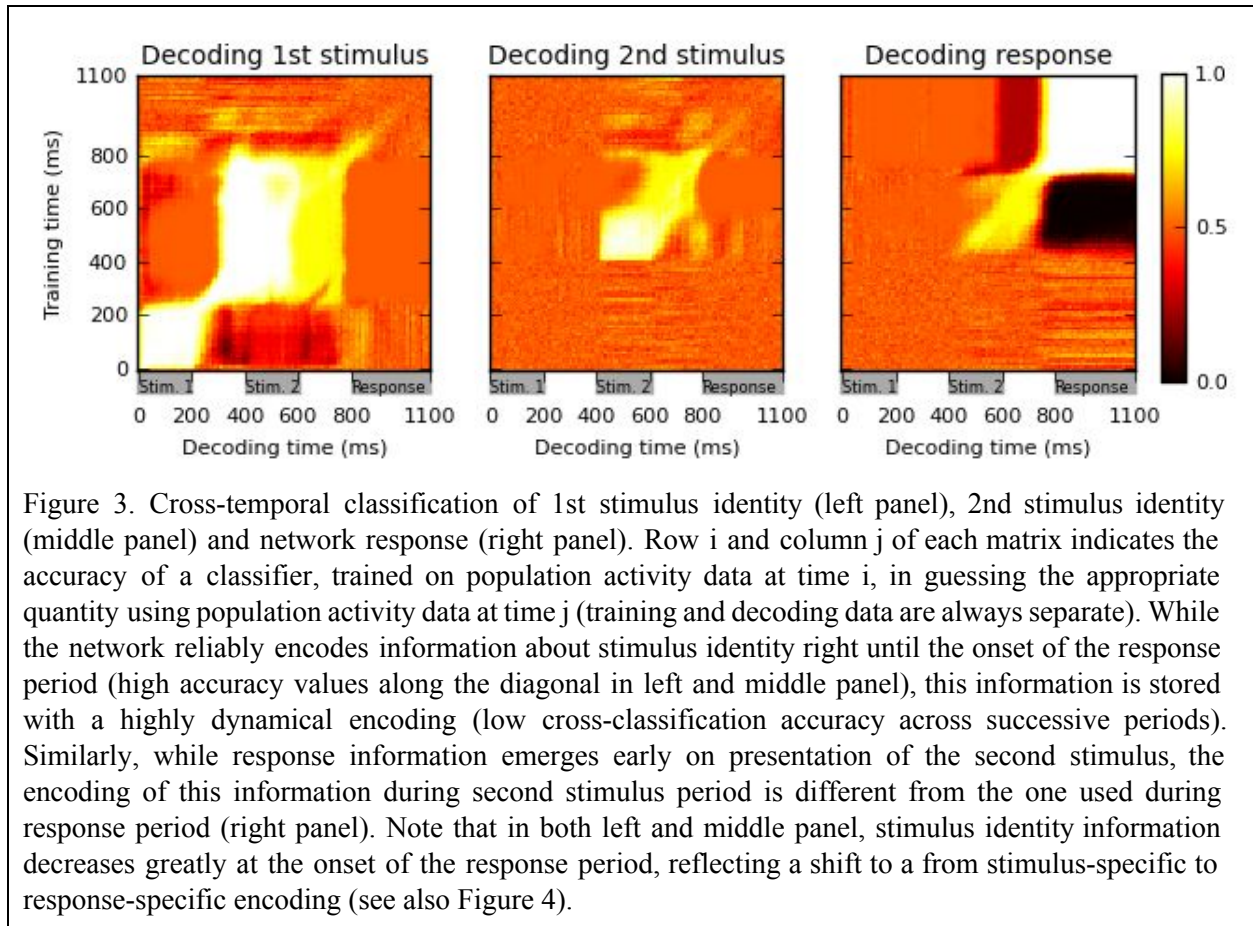 Decoding 1st stimulus
Decoding 2nd stimulus
Decoding response
1100
800
600
400
200
0
Training time (ms)
Stim. 1
Stim. 2
Response
0 200 400 600 800 1100
Decoding time (ms)
Stim. 1
Stim. 2
Response
0 200 400 600 800 1100
Decoding time (ms)
Stim. 1
Stim. 2
Response
0 200 400 600 800 1100
Decoding time (ms)
1.0
0.5
0.0
Figure 3. Cross-temporal classification of 1st stimulus identity (left panel), 2nd stimulus identity
(middle panel) and network response (right panel). Row i and column j of each matrix indicates the
accuracy of a classifier, trained on population activity data at time i, in guessing the appropriate
quantity using population activity data at time j (training and decoding data are always separate). While
the network reliably encodes information about stimulus identity right until the onset of the response
period (high accuracy values along the diagonal in left and middle panel), this information is stored
with a highly dynamical encoding (low cross-classification accuracy across successive periods).
Similarly, while response information emerges early on presentation of the second stimulus, the
encoding of this information during second stimulus period is different from the one used during
response period (right panel). Note that in both left and middle panel, stimulus identity information
decreases greatly at the onset of the response period, reflecting a shift to a from stimulus-specific to
response-specific encoding (see also Figure 4).